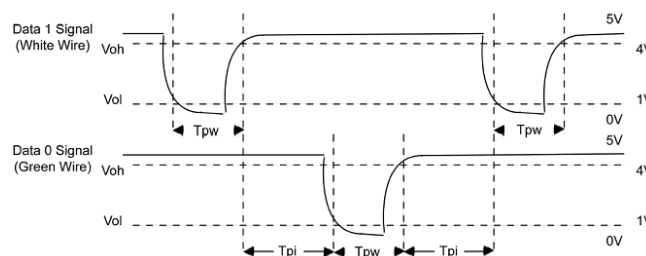 Data 1 Signal
(White Wire)
Voh
Vol
5V
4V
1V
0V
Tpw
Tpw
Data 0 Signal
(Green Wire)
Voh
Vol
5V
4V
1V
0V
Tpi
Tpw
Tpi